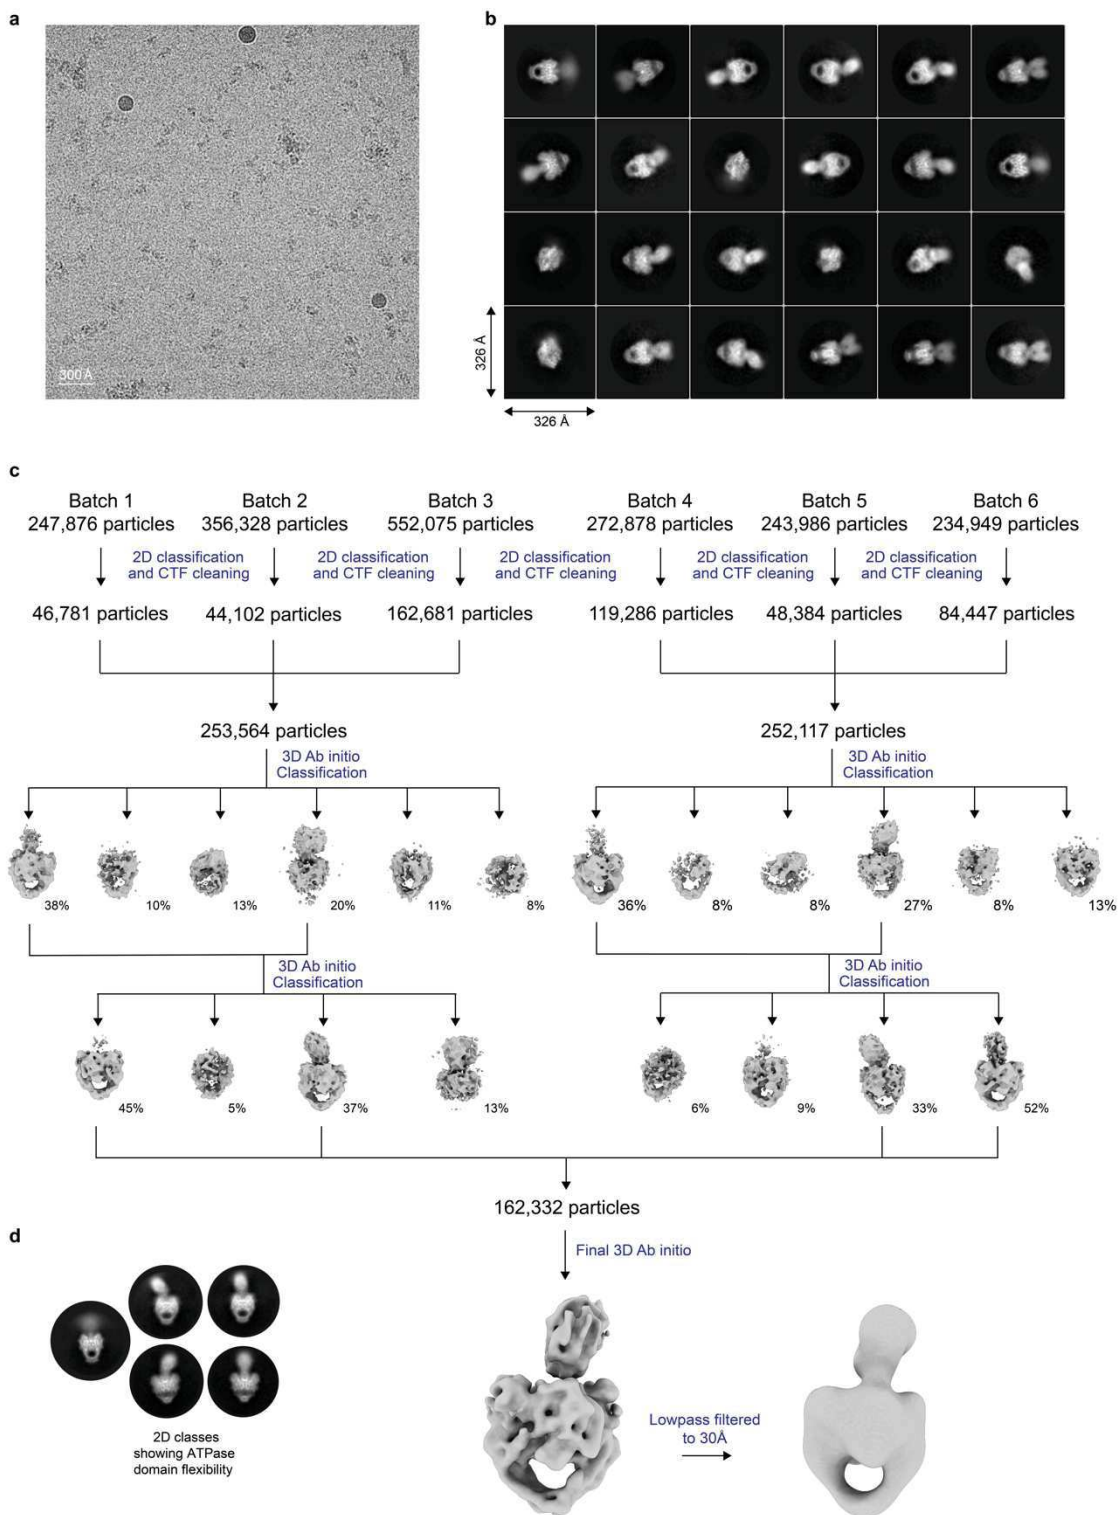 a
b
300 Å
326 Å
326 Å
c
Batch 1
Batch 2
Batch 3
Batch 4
Batch 5
Batch 6
247,876 particles
356,328 particles
552,075 particles
272,878 particles
243,986 particles
234,949 particles
2D classification
and CTF cleaning
2D classification
and CTF cleaning
2D classification
and CTF cleaning
2D classification
and CTF cleaning
2D classification
and CTF cleaning
46,781 particles
44,102 particles
162,681 particles
119,286 particles
48,384 particles
84,447 particles
253,564 particles
252,117 particles
3D Ab initio
Classification
3D Ab initio
Classification
38%
10%
13%
20%
11%
8%
36%
8%
8%
27%
8%
13%
3D Ab initio
Classification
3D Ab initio
Classification
45%
5%
37%
13%
6%
9%
33%
52%
162,332 particles
Final 3D Ab initio
d
2D classes
showing ATPase
domain flexibility
Lowpass filtered
to 30Å